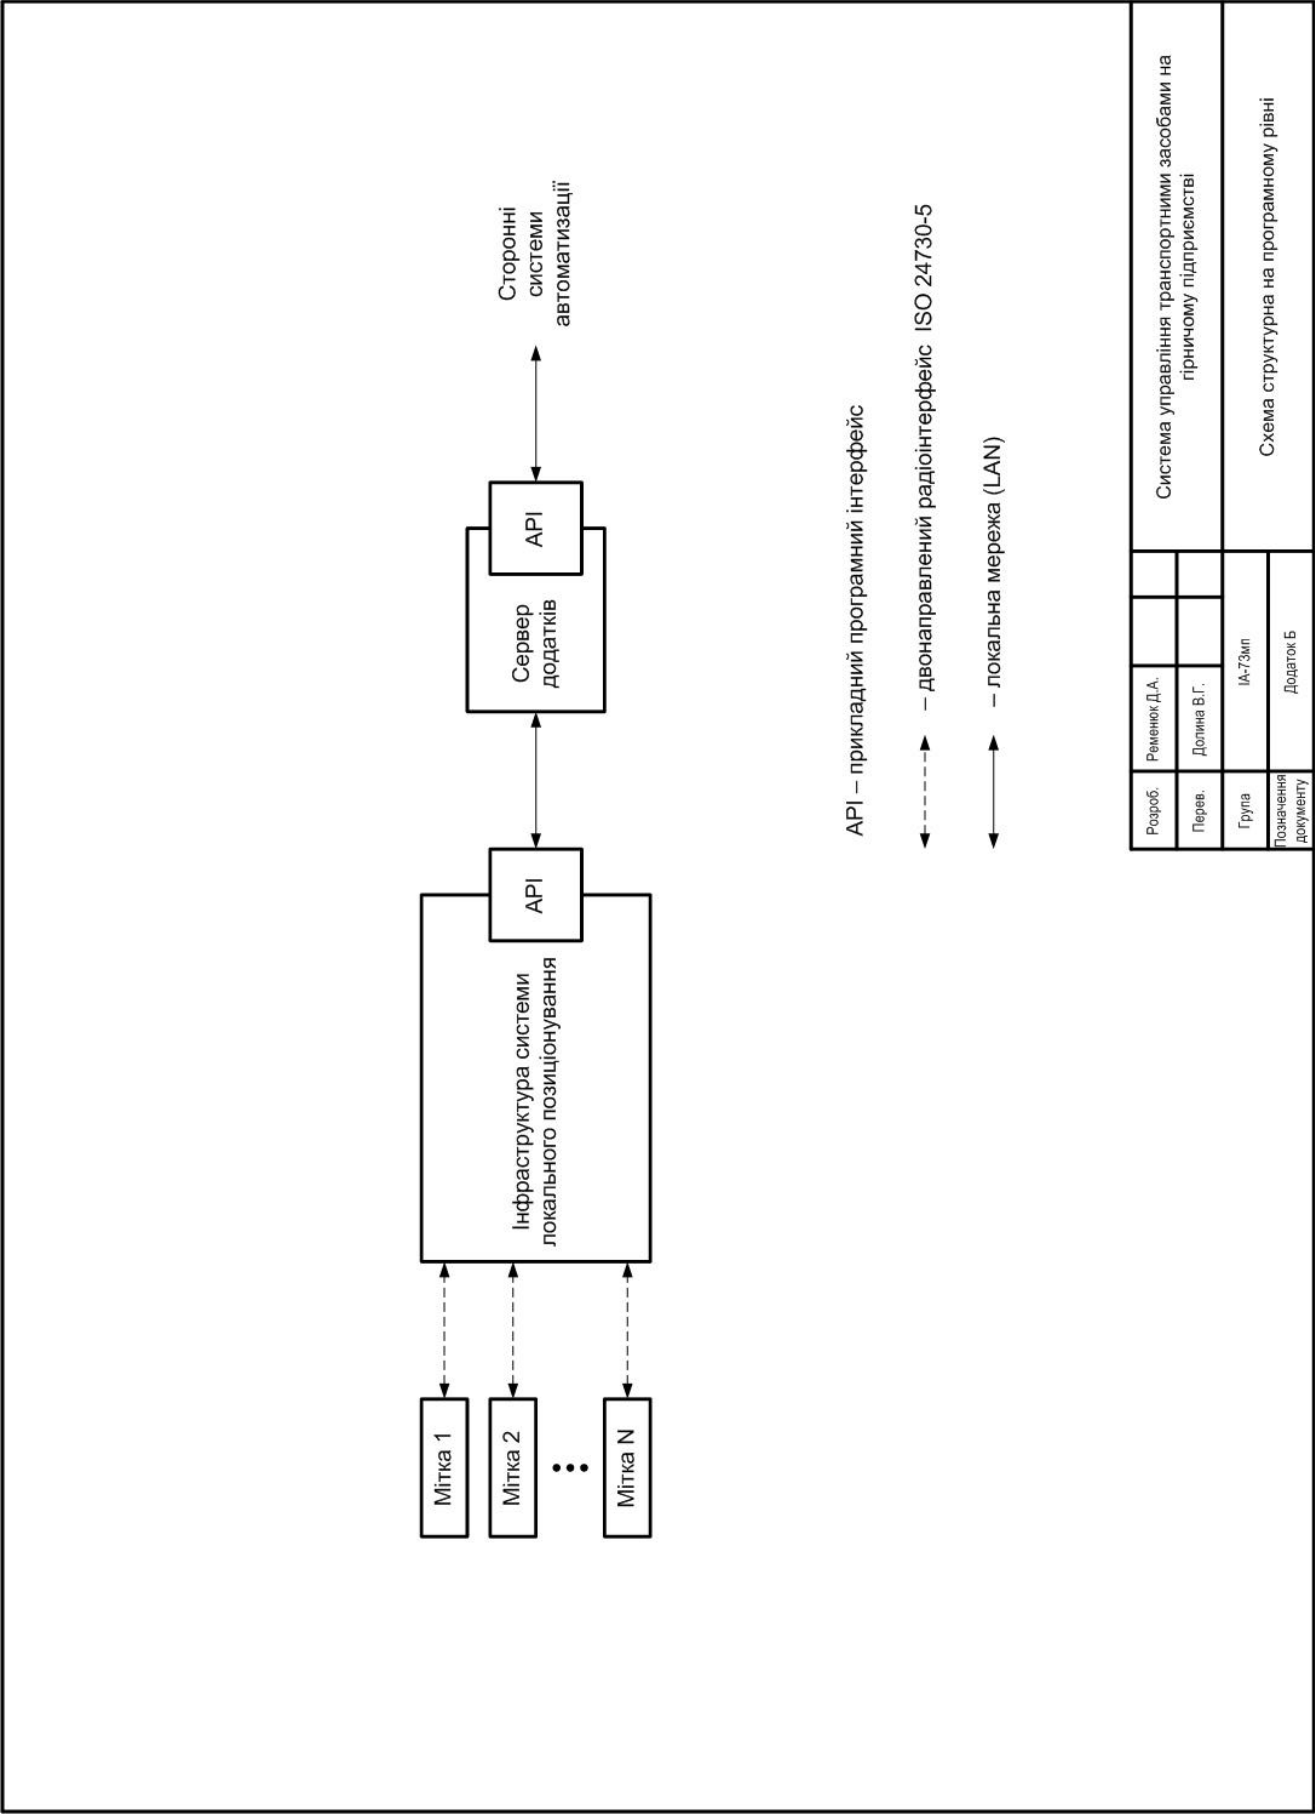 Мітка 1
Мітка 2
Мітка N
Інфраструктура системи
локального позиціонування
API
Сервер
додатків
API
Сторонні
системи
автоматизації
API – прикладний програмний інтерфейс
– двонаправлений радіоінтерфейс ISO 24730-5
– локальна мережа (LAN)
Розроб.
Ременюк Д.А.
Перев.
Долина В.Г.
Група
ІА-73мп
Позначення
документу
Додаток Б
Система управління транспортними засобами на
гірничому підприємстві
Схема структурна на програмному рівні